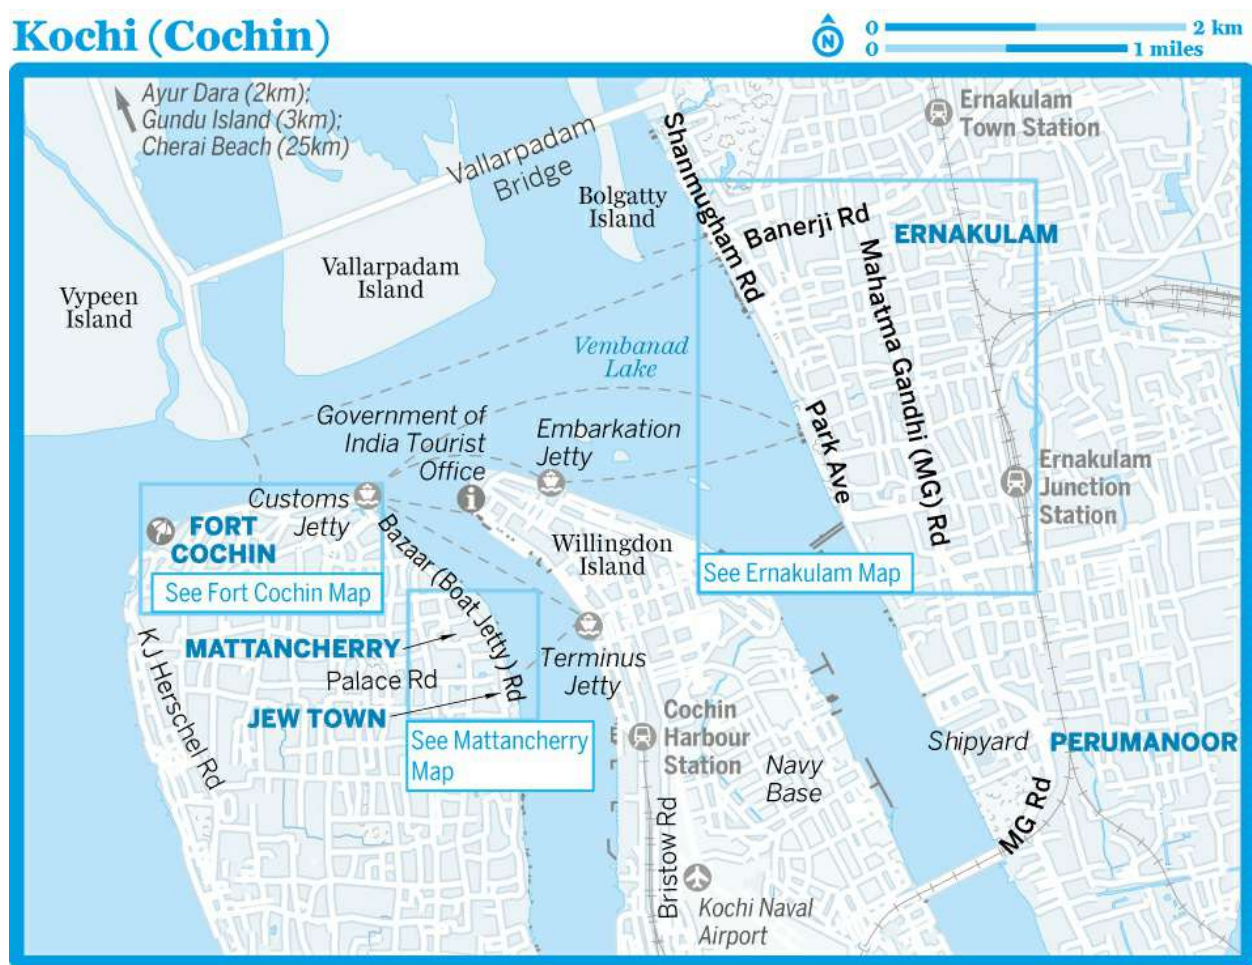 Kochi (Cochin)
N
0 2 km
0 1 miles
Ayur Dara (2km);
Gundu Island (3km);
Cherai Beach (25km)
Ernakulam
Town Station
Vallarpadam
Bridge
Shanmugham Rd
Bolgatty
Island
Banerji Rd
ERNAKULAM
Vallarpadam
Island
Vypeen
Island
Mahatma Gandhi (MG) Rd
Vembanad
Lake
Government of
India Tourist
Office
Embarkation
Jetty
Park Ave
Ernakulam
Junction
Station
Customs
Jetty
FORT
COCHIN
See Fort Cochin Map
Bazaar (Boat Jetty) Rd
Willingdon
Island
See Ernakulam Map
KJ Herschel Rd
MATTANCHERRY
Palace Rd
JEW TOWN
Terminus
Jetty
See Mattancherry
Map
Cochin
Harbour
Station
Navy
Base
Shipyard
PERUMANOOR
MG Rd
Bristow Rd
Kochi Naval
Airport